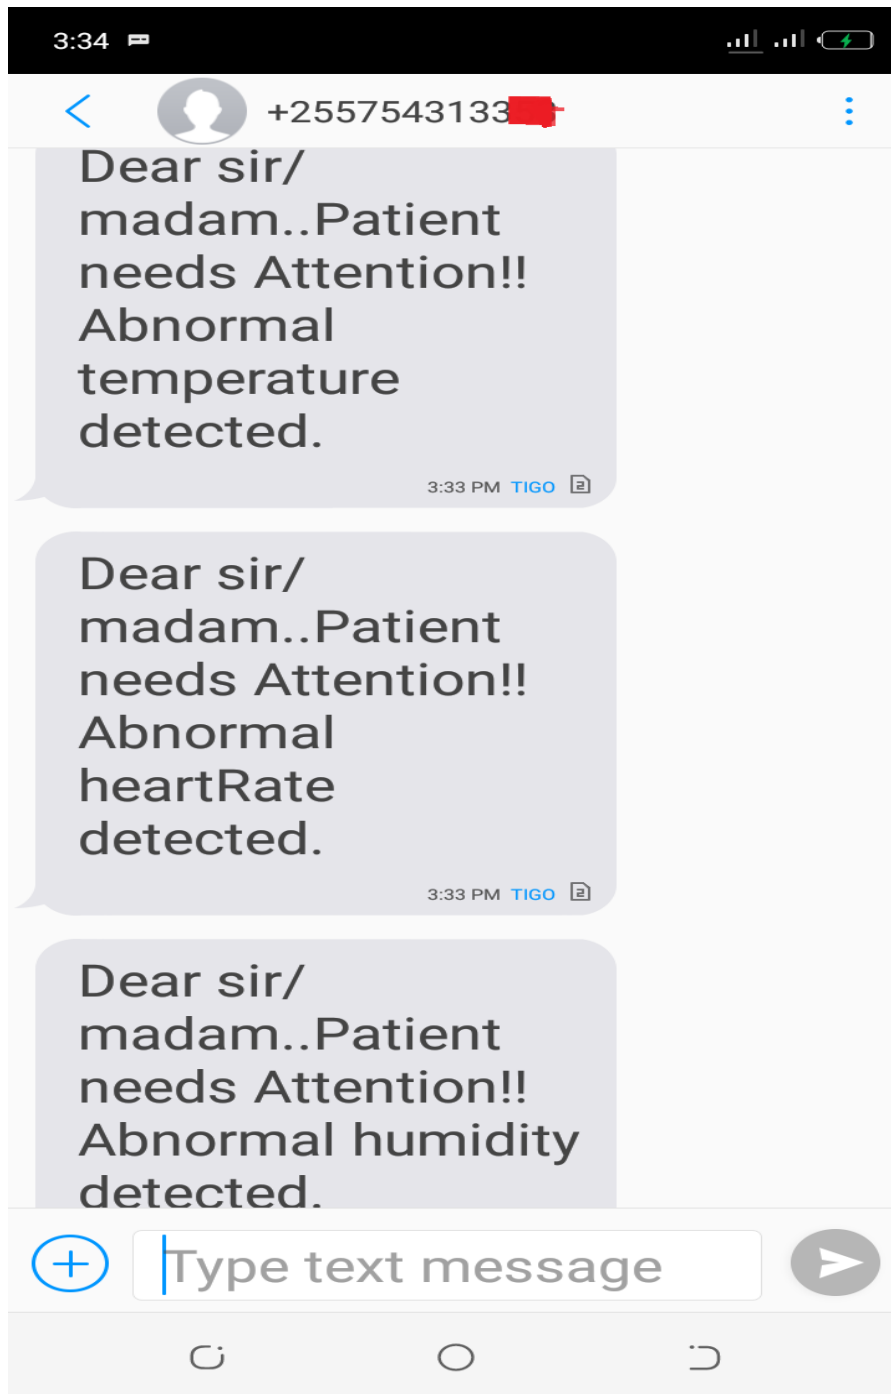 3:34
+2557543133
Dear sir/
madam..Patient
needs Attention!!
Abnormal
temperature
detected.
3:33 PM TIGO 2
Dear sir/
madam..Patient
needs Attention!!
Abnormal
heartRate
detected.
3:33 PM TIGO 2
Dear sir/
madam..Patient
needs Attention!!
Abnormal humidity
detected.
Type text message